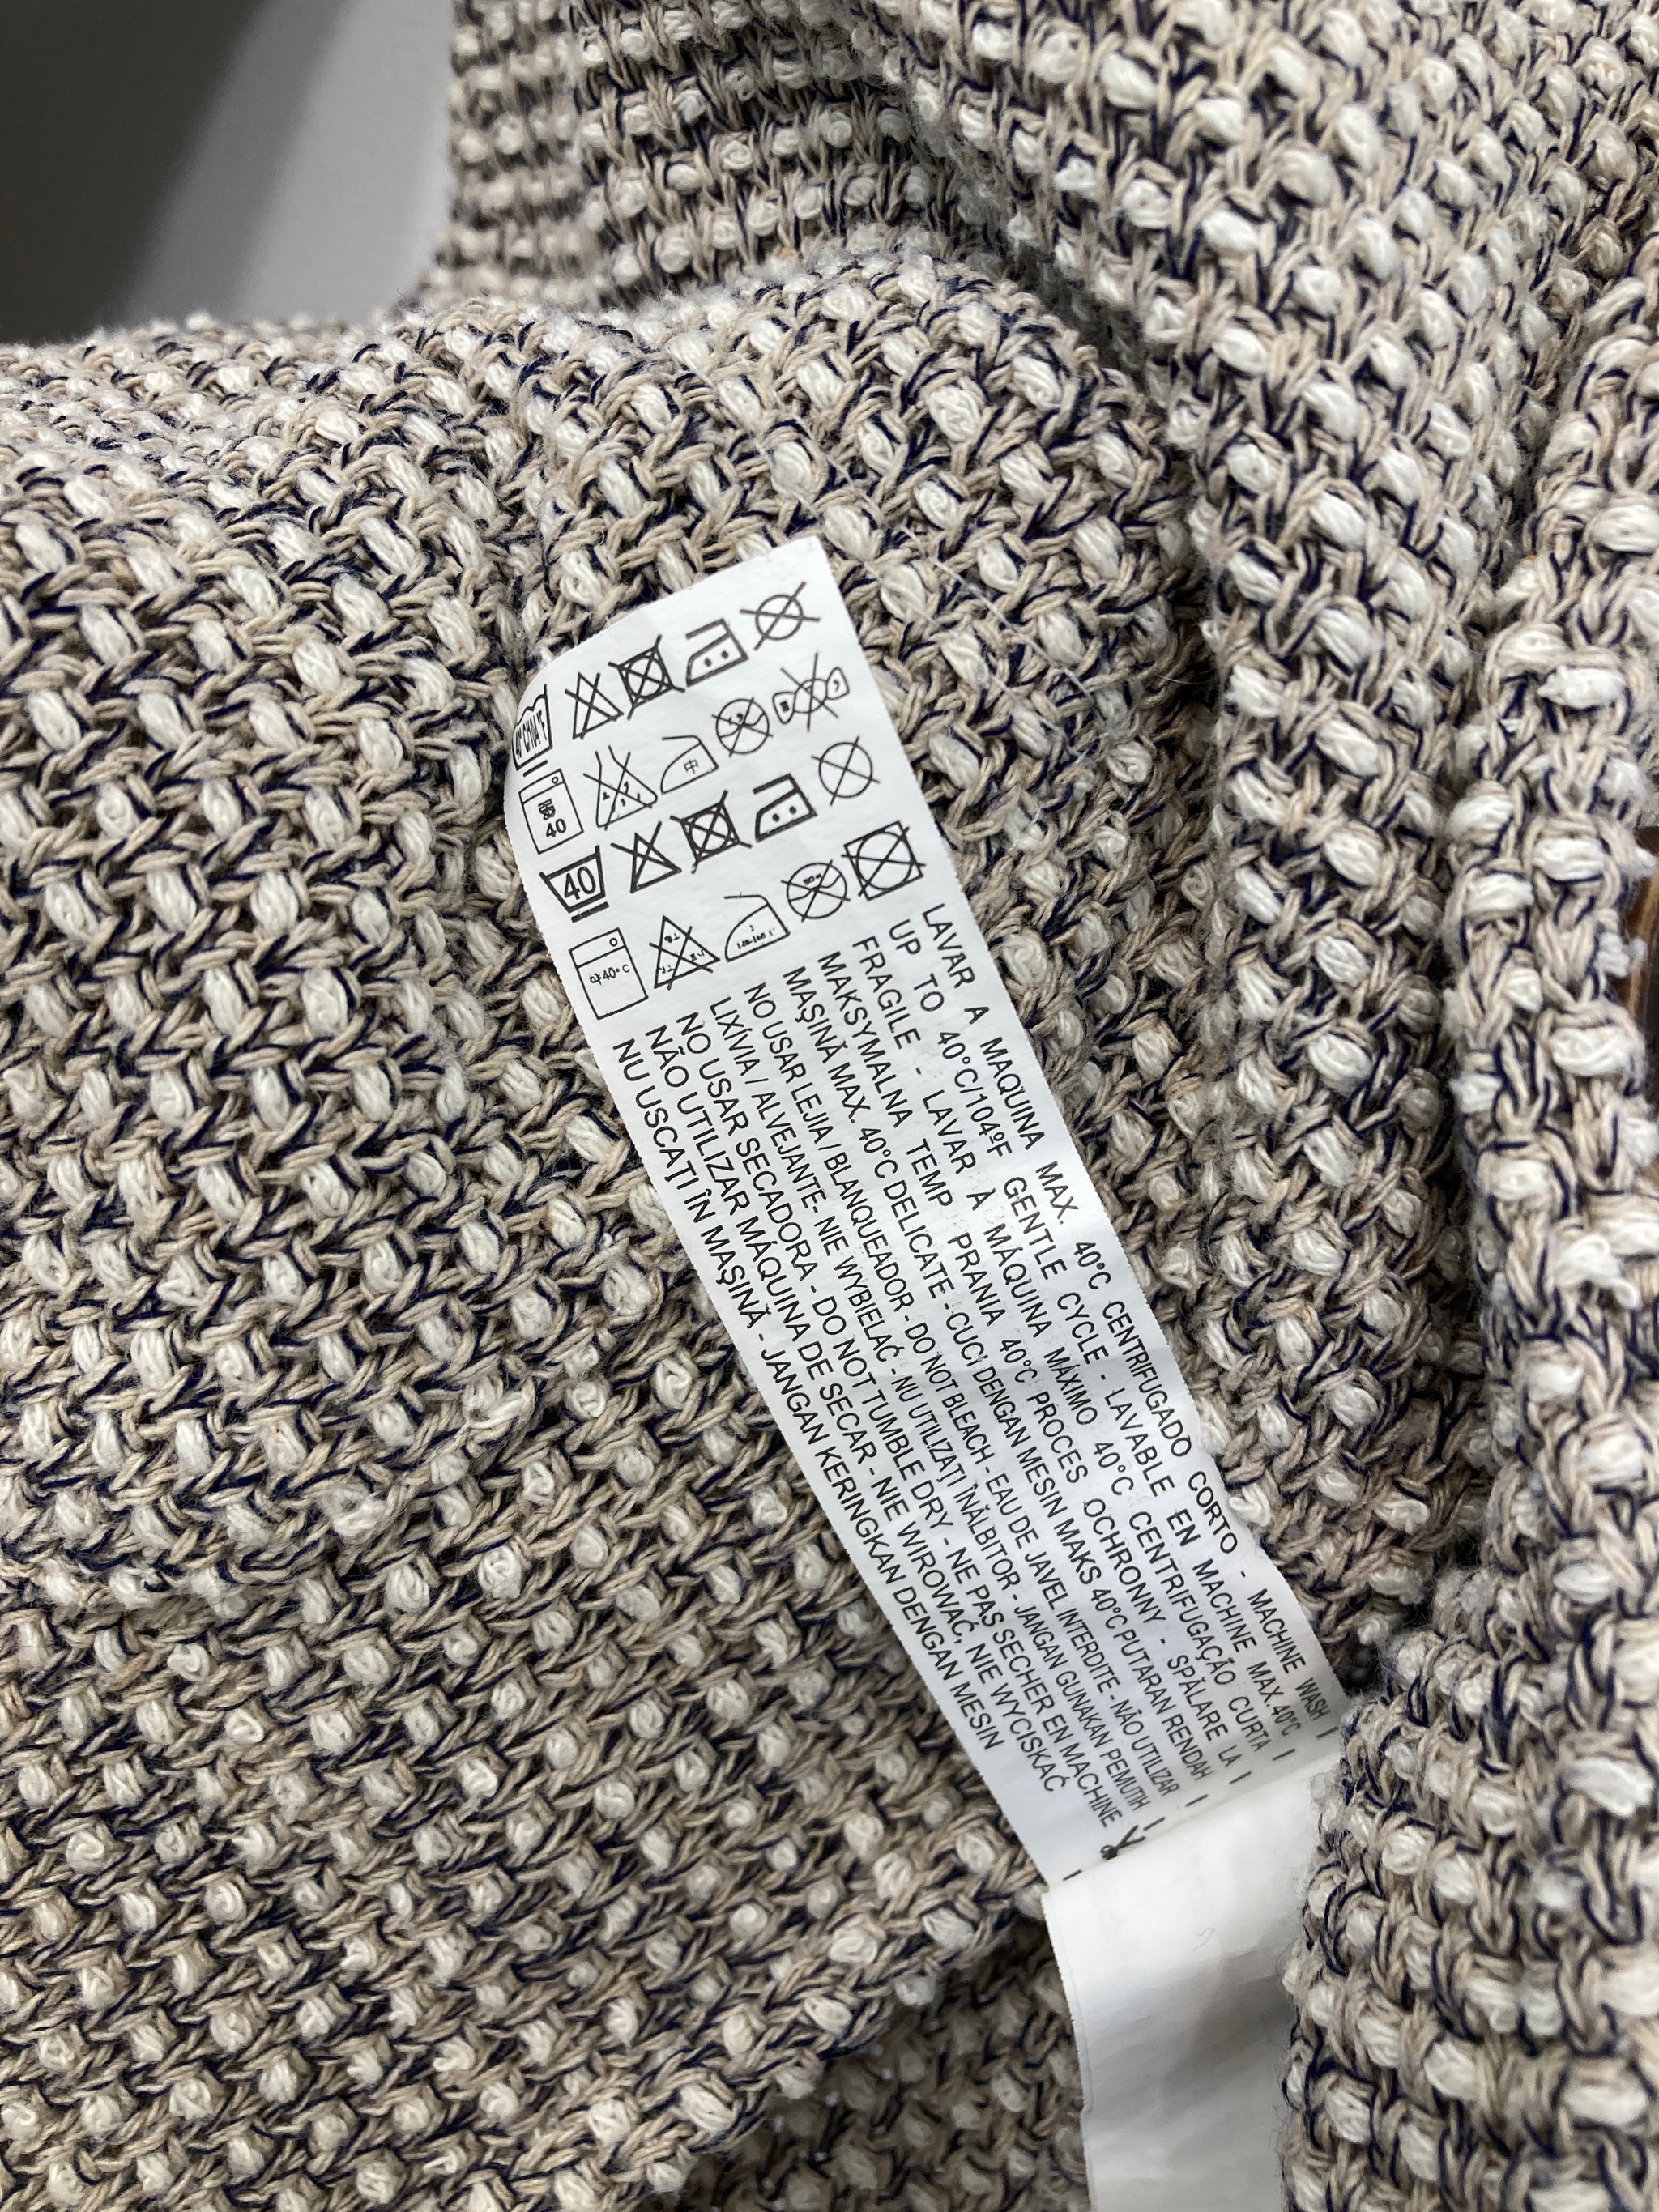 40
40
약 40°C
LAVAR A MAQUINA MAX. 40°C CENTRIFUGADO CORTO - MACHINE WASH
UP TO 40°C/104ºF GENTLE CYCLE - LAVABLE EN MACHINE MAX.40°C
FRAGILE - LAVAR À MÁQUINA MÁXIMO 40°C CENTRIFUGAÇÃO CURTA
MAKSYMALNA TEMP PRANIA 40°C PROCES OCHRONNY - SPĂLARE LA
MAŞINĂ MAX. 40°C DELICATE - CUCI DENGAN MESIN MAKS 40°C PUTARAN RENDAH
NO USAR LEJIA / BLANQUEADOR - DO NOT BLEACH - EAU DE JAVEL INTERDITE - NÃO UTILIZAR
LIXÍVIA / ALVEJANTE - NIE WYBIELAĆ - NU UTILIZAŢI ÎNĂLBITOR - JANGAN GUNAKAN PEMUTIH
NO USAR SECADORA - DO NOT TUMBLE DRY - NE PAS SECHER EN MACHINE
NÃO UTILIZAR MÁQUINA DE SECAR - NIE WIROWAĆ, NIE WYCISKAĆ
NU USCAŢI ÎN MAŞINĂ - JANGAN KERINGKAN DENGAN MESIN